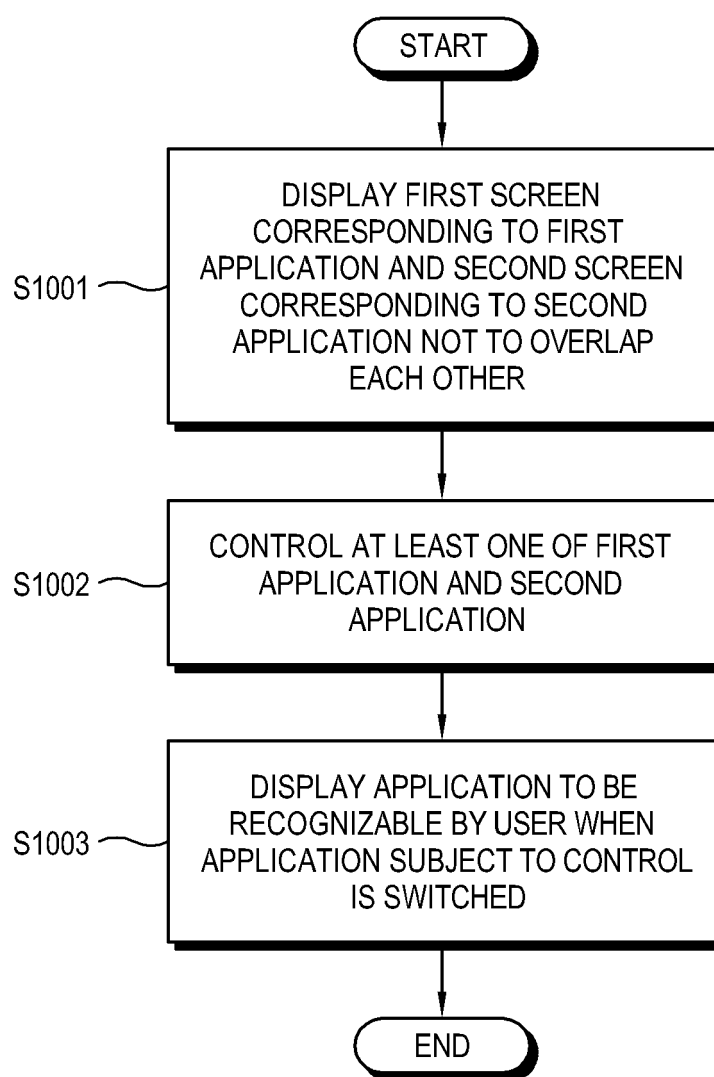 START
DISPLAY FIRST SCREEN
CORRESPONDING TO FIRST
APPLICATION AND SECOND SCREEN
CORRESPONDING TO SECOND
APPLICATION NOT TO OVERLAP
EACH OTHER
S1001
CONTROL AT LEAST ONE OF FIRST
APPLICATION AND SECOND
APPLICATION
S1002
DISPLAY APPLICATION TO BE
RECOGNIZABLE BY USER WHEN
APPLICATION SUBJECT TO CONTROL
IS SWITCHED
S1003
END